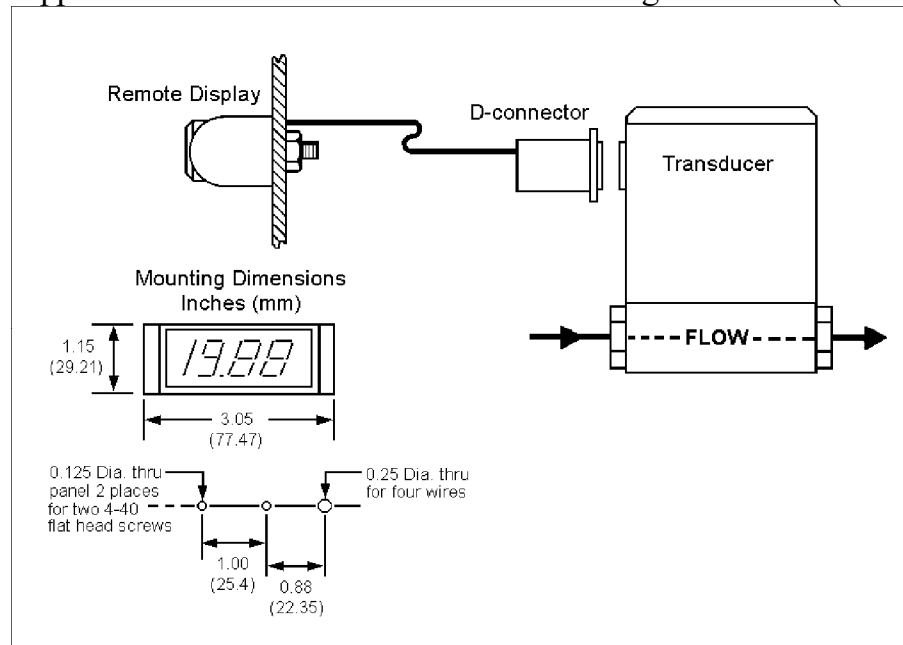 Remote Display
D-connector
Transducer
Mounting Dimensions
Inches (mm)
1.15
(29.21)
19.88
FLOW
3.05
(77.47)
0.125 Dia. thru
panel 2 places
for two 4-40
flat head screws
0.25 Dia. thru
for four wires
1.00
(25.4)
0.88
(22.35)